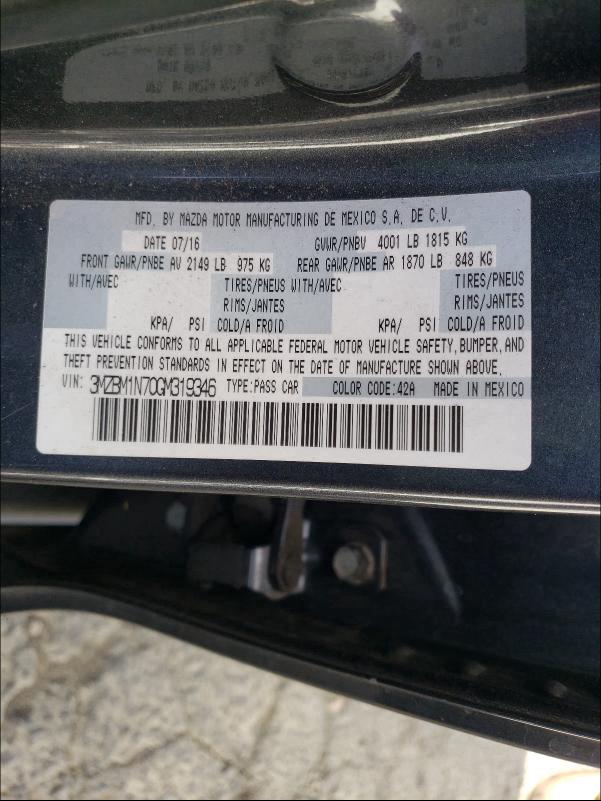 MFD. BY MAZDA MOTOR MANUFACTURING DE MEXICO S.A. DE C.V.
DATE 07/16 GVWR/PNBV 4001 LB 1815 KG
FRONT GAWR/PNBE AV 2149 LB 975 KG REAR GAWR/PNBE AR 1870 LB 848 KG
WITH/AVEC TIRES/PNEUS WITH/AVEC TIRES/PNEUS
RIMS/JANTES RIMS/JANTES
KPA/ PSI COLD/A FROID KPA/ PSI COLD/A FROID
THIS VEHICLE CONFORMS TO ALL APPLICABLE FEDERAL MOTOR VEHICLE SAFETY, BUMPER, AND
THEFT PREVENTION STANDARDS IN EFFECT ON THE DATE OF MANUFACTURE SHOWN ABOVE.
VIN: 3MZBM1N70GM319346 TYPE:PASS CAR COLOR CODE:42A MADE IN MEXICO